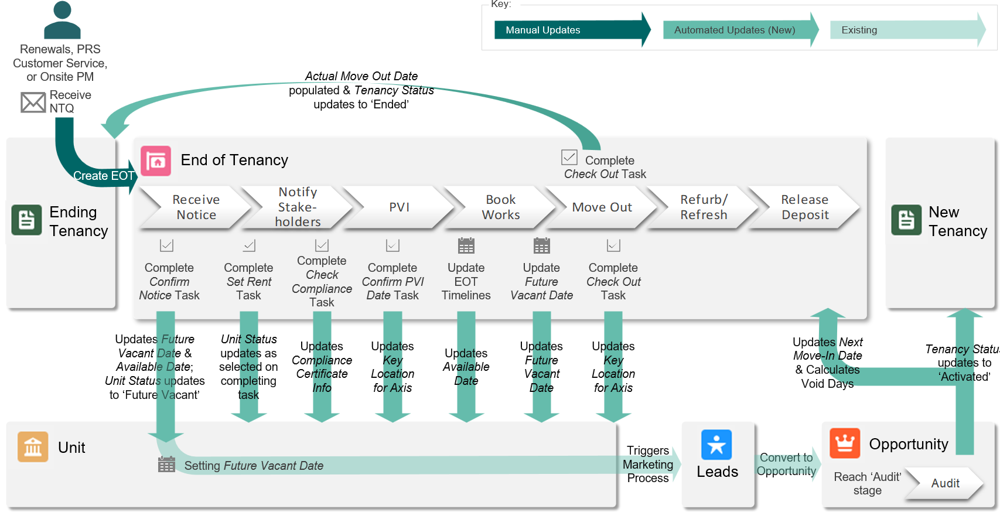 Key:
Manual Updates
Automated Updates (New)
Existing
Renewals, PRS
Customer Service,
or Onsite PM
Receive
NTQ
Create EOT
Actual Move Out Date
populated & Tenancy Status
updates to ‘Ended’
Ending
Tenancy
End of Tenancy
Complete
Check Out Task
Receive
Notice
Notify
Stake-
holders
PVI
Book
Works
Move Out
Refurb/
Refresh
Release
Deposit
New
Tenancy
Complete
Confirm
Notice Task
Complete
Set Rent
Task
Complete
Check
Compliance
Task
Complete
Confirm PVI
Date Task
Update
EOT
Timelines
Update
Future
Vacant Date
Complete
Check Out
Task
Updates Future
Vacant Date &
Available Date;
Unit Status updates
to ‘Future Vacant’
Unit Status
updates as
selected on
completing
task
Updates
Compliance
Certificate
Info
Updates
Key
Location
for Axis
Updates
Available
Date
Updates
Future
Vacant
Date
Updates
Key
Location
for Axis
Updates Next
Move-In Date
& Calculates
Void Days
Tenancy Status
updates to
‘Activated’
Unit
Setting Future Vacant Date
Triggers
Marketing
Process
Leads
Convert to
Opportunity
Opportunity
Reach ‘Audit’
stage
Audit